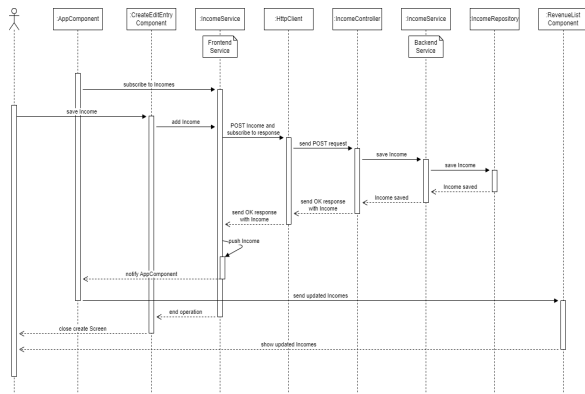 :AppComponent
:CreateEditEntry
Component
:IncomeService
:HttpClient
:IncomeController
:IncomeService
:IncomeRepository
:RevenueList
Component
Frontend
Service
Backend
Service
subscribe to Incomes
save Income
add Income
POST Income and
subscribe to response
send POST request
save Income
save Income
Income saved
Income saved
send OK response
with Income
send OK response
with Income
push Income
notify AppComponent
send updated Incomes
end operation
close create Screen
show updated Incomes